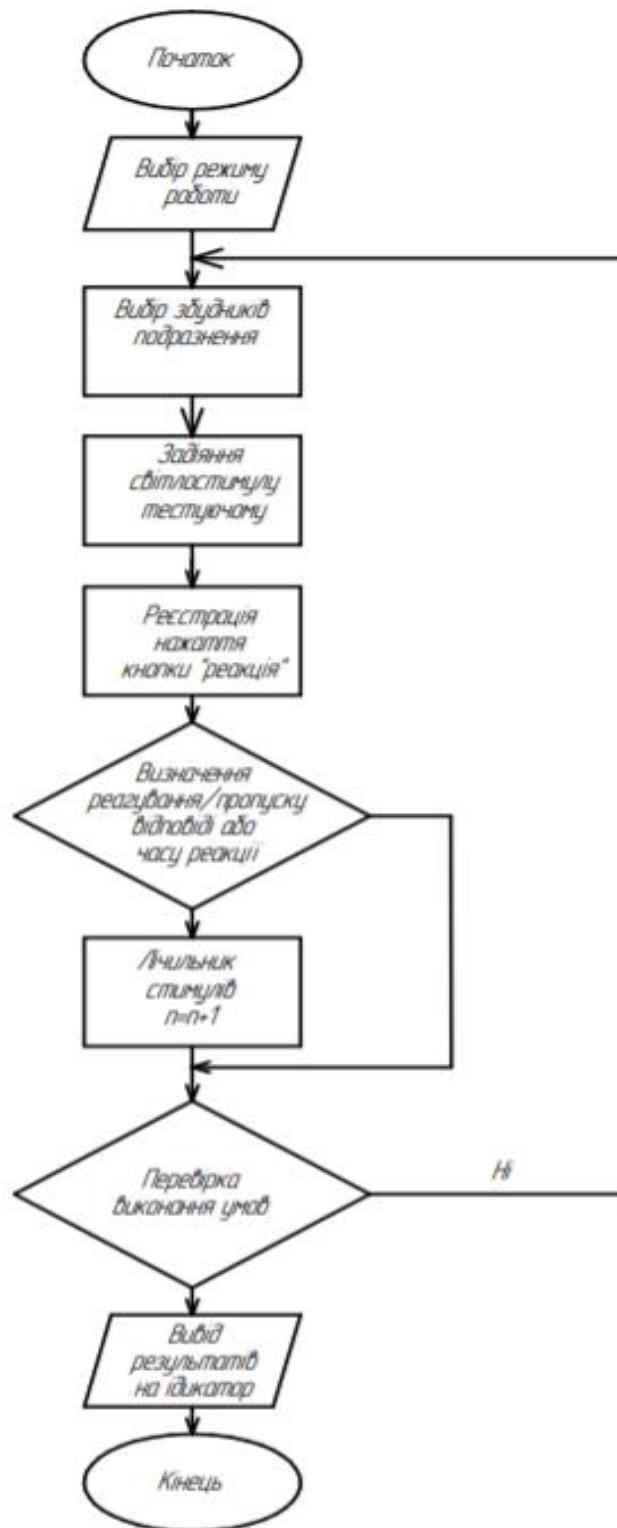 Початок
Вибір режиму
роботи
Вибір збудників
подразнення
Задіяння
світлостимулу
тестуючому
Реєстрація
нажаття
кнопки "реакція"
Визначення
реагування/пропуску
відповіді або
часу реакції
Лічильник
стимулів
n=n+1
Перевірка
виконання умов
Ні
Вивід
результатів
на ідикатор
Кінець